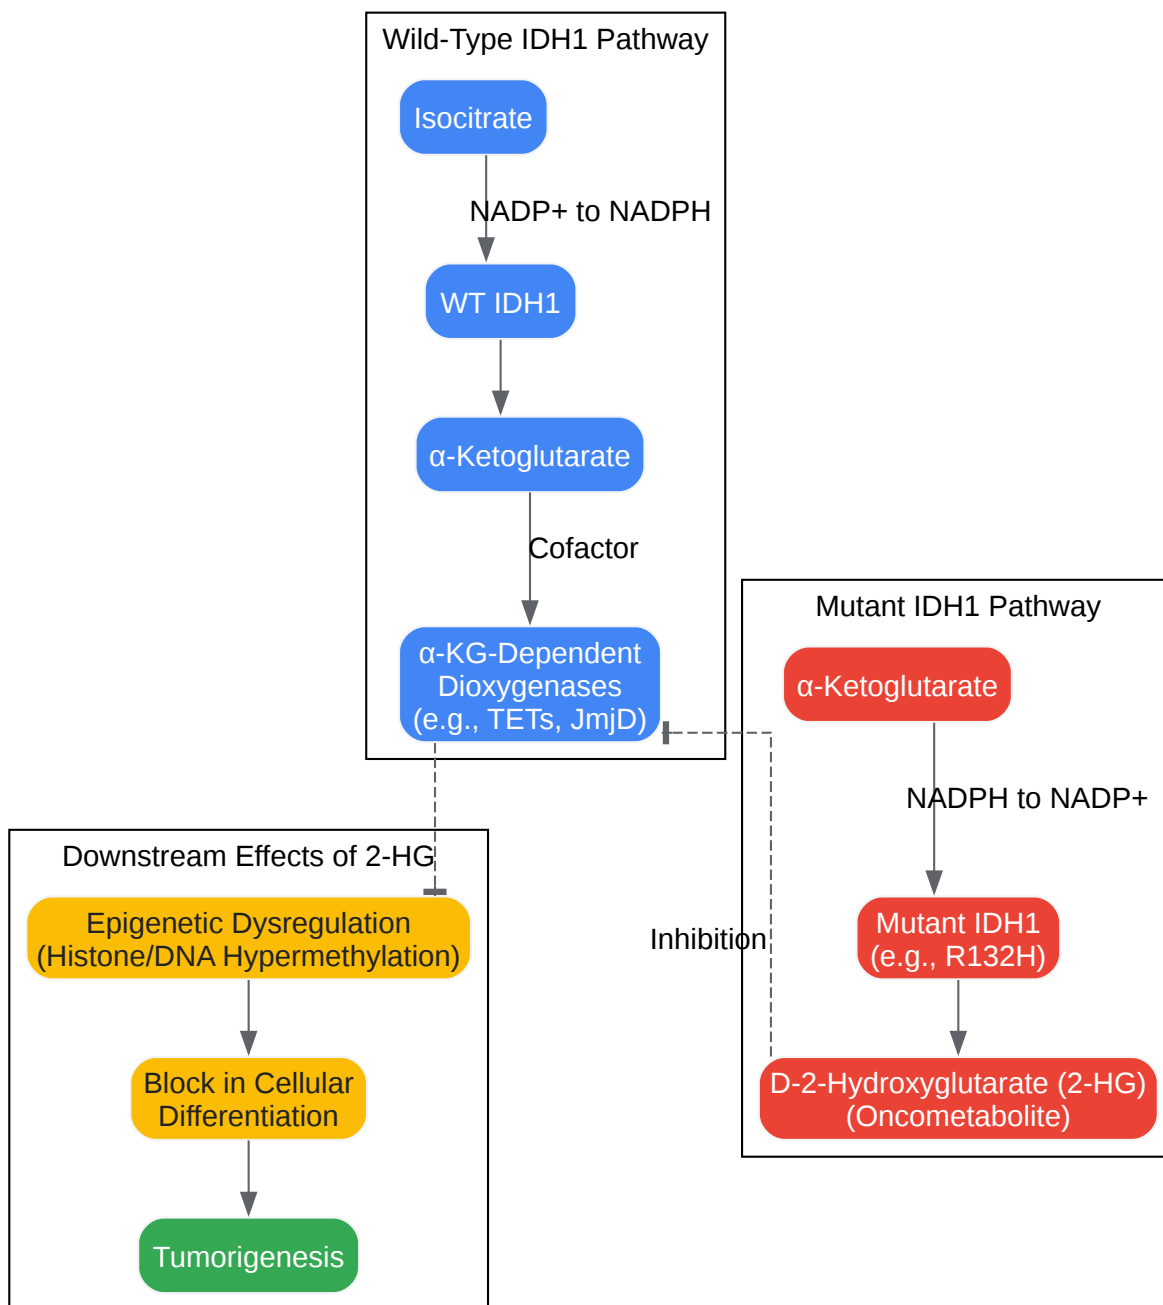 Wild-Type IDH1 Pathway
Isocitrate
NADP+ to NADPH
WT IDH1
α-Ketoglutarate
Cofactor
α-KG-Dependent
Dioxygenases
(e.g., TETs, JmjD)
Mutant IDH1 Pathway
α-Ketoglutarate
NADPH to NADP+
Mutant IDH1
(e.g., R132H)
D-2-Hydroxyglutarate (2-HG)
(Oncometabolite)
Inhibition
Downstream Effects of 2-HG
Epigenetic Dysregulation
(Histone/DNA Hypermethylation)
Block in Cellular
Differentiation
Tumorigenesis